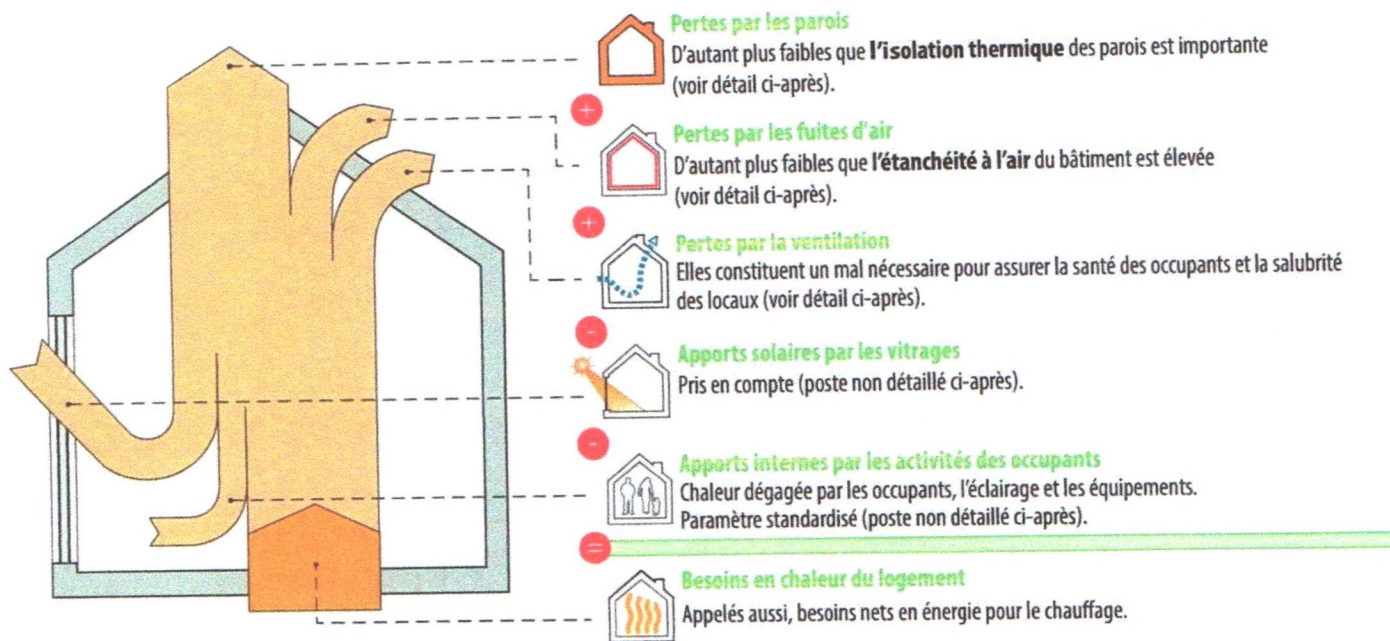 Pertes par les parois
D'autant plus faibles que l'isolation thermique des parois est importante
(voir détail ci-après).
+
Pertes par les fuites d'air
D'autant plus faibles que l'étanchéité à l'air du bâtiment est élevée
(voir détail ci-après).
+
Pertes par la ventilation
Elles constituent un mal nécessaire pour assurer la santé des occupants et la salubrité
des locaux (voir détail ci-après).
-
Apports solaires par les vitrages
Pris en compte (poste non détaillé ci-après).
-
Apports internes par les activités des occupants
Chaleur dégagée par les occupants, l'éclairage et les équipements.
Paramètre standardisé (poste non détaillé ci-après).
=
Besoins en chaleur du logement
Appelés aussi, besoins nets en énergie pour le chauffage.